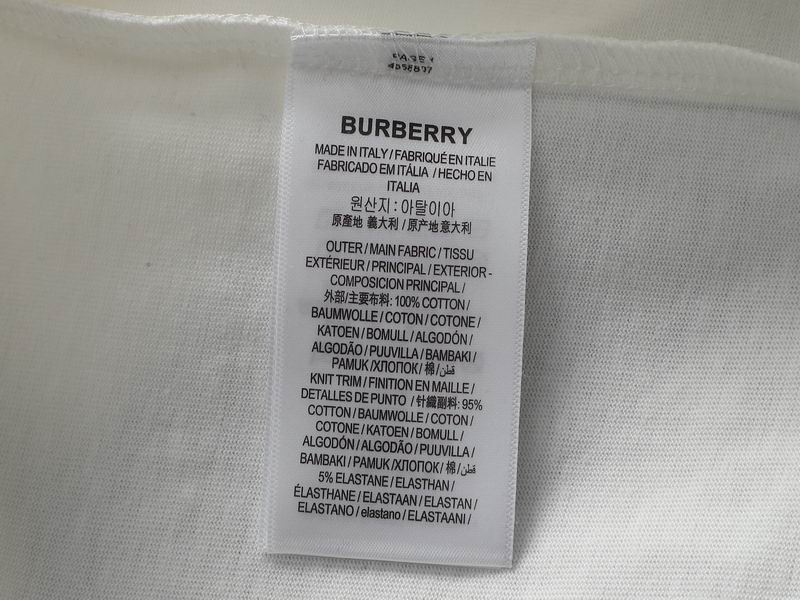 BURBERRY
MADE IN ITALY / FABRIQUÉ EN ITALIE
FABRICADO EM ITÁLIA / HECHO EN
ITALIA
원산지 : 아탈이아
原產地 義大利 / 原产地 意大利
OUTER / MAIN FABRIC / TISSU
EXTÉRIEUR / PRINCIPAL / EXTERIOR -
COMPOSICION PRINCIPAL /
外部/主要布料: 100% COTTON /
BAUMWOLLE / COTON / COTONE /
KATOEN / BOMULL / ALGODÓN /
ALGODÃO / PUUVILLA / BAMBAKI /
PAMUK /ХЛОПОК/ 棉/قطن
KNIT TRIM / FINITION EN MAILLE /
DETALLES DE PUNTO / 针織副料: 95%
COTTON / BAUMWOLLE / COTON /
COTONE / KATOEN / BOMULL /
ALGODÓN / ALGODÃO / PUUVILLA /
BAMBAKI / PAMUK /ХЛОПОК/ 棉/قطن
5% ELASTANE / ELASTHAN /
ÉLASTHANE / ELASTAAN / ELASTAN /
ELASTANO / elastano / ELASTAANI /